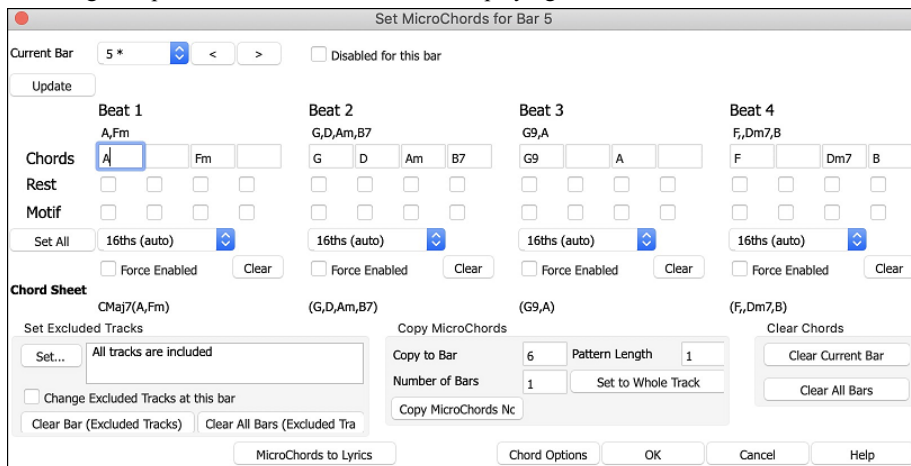 Set MicroChords for Bar 5
Current Bar 5 * < > Disabled for this bar
Update
Beat 1 Beat 2 Beat 3 Beat 4
A,Fm G,D,Am,B7 G9,A F,,Dm7,B
Chords A Fm G D Am B7 G9 A F Dm7 B
Rest
Motif
Set All 16ths (auto) 16ths (auto) 16ths (auto) 16ths (auto)
Force Enabled Clear Force Enabled Clear Force Enabled Clear Force Enabled Clear
Chord Sheet
CMaj7(A,Fm) (G,D,Am,B7) (G9,A) (F,,Dm7,B)
Set Excluded Tracks Copy MicroChords Clear Chords
Set... All tracks are included Copy to Bar 6 Pattern Length 1 Clear Current Bar
Number of Bars 1 Set to Whole Track Clear All Bars
Change Excluded Tracks at this bar
Copy MicroChords Nc
Clear Bar (Excluded Tracks) Clear All Bars (Excluded Tra
MicroChords to Lyrics Chord Options OK Cancel Help